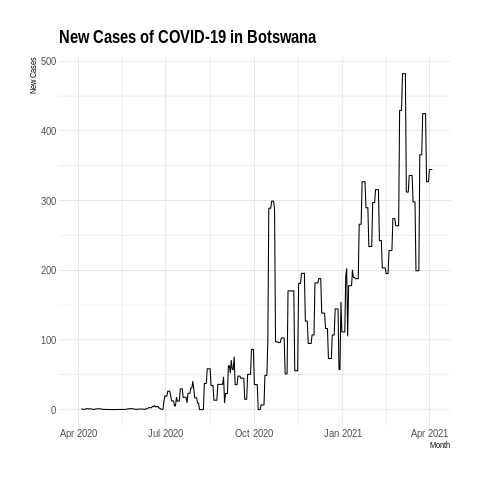 New Cases of COVID-19 in Botswana
New Cases
500
400
300
200
100
0
Apr 2020
Jul 2020
Oct 2020
Jan 2021
Apr 2021
Month